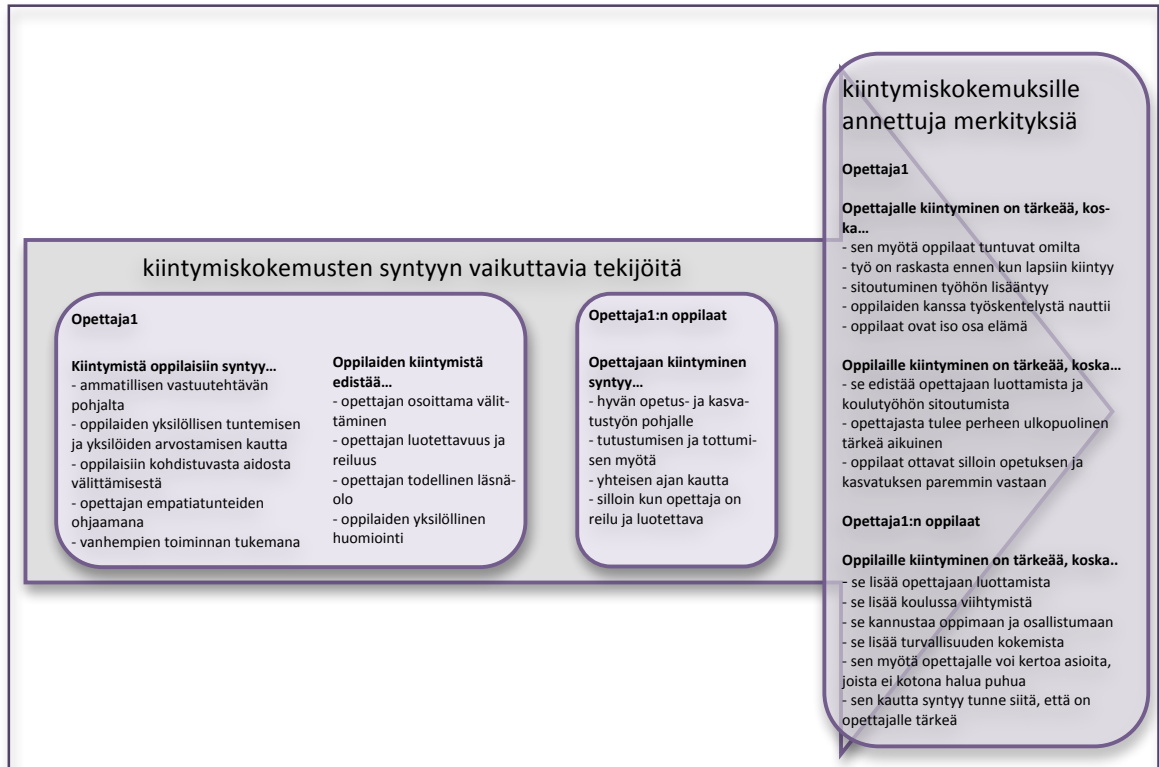 kiintymiskokemusten syntyyn vaikuttavia tekijöitä
Opettaja1
Kiintymistä oppilaisiin syntyy…
- ammatillisen vastuutehtävän
pohjalta
- oppilaiden yksilöllisen tuntemisen
ja yksilöiden arvostamisen kautta
- oppilaisiin kohdistuvasta aidosta
välittämisestä
- opettajan empatiatunteiden
ohjaamana
- vanhempien toiminnan tukemana
Oppilaiden kiintymistä
edistää…
- opettajan osoittama välit-
täminen
- opettajan luotettavuus ja
reiluus
- opettajan todellinen läsnä-
olo
- oppilaiden yksilöllinen
huomiointi
Opettaja1:n oppilaat
Opettajaan kiintyminen
syntyy…
- hyvän opetus- ja kasva-
tustyön pohjalle
- tutustumisen ja tottumi-
sen myötä
- yhteisen ajan kautta
- silloin kun opettaja on
reilu ja luotettava
kiintymiskokemuksille
annettuja merkityksiä
Opettaja1
Opettajalle kiintyminen on tärkeää, kos-
ka…
- sen myötä oppilaat tuntuvat omilta
- työ on raskasta ennen kun lapsiin kiintyy
- sitoutuminen työhön lisääntyy
- oppilaiden kanssa työskentelystä nauttii
- oppilaat ovat iso osa elämä
Oppilaille kiintyminen on tärkeää, koska…
- se edistää opettajaan luottamista ja
koulutyöhön sitoutumista
- opettajasta tulee perheen ulkopuolinen
tärkeä aikuinen
- oppilaat ottavat silloin opetuksen ja
kasvatuksen paremmin vastaan
Opettaja1:n oppilaat
Oppilaille kiintyminen on tärkeää, koska..
- se lisää opettajaan luottamista
- se lisää koulussa viihtymistä
- se kannustaa oppimaan ja osallistumaan
- se lisää turvallisuuden kokemista
- sen myötä opettajalle voi kertoa asioita,
joista ei kotona halua puhua
- sen kautta syntyy tunne siitä, että on
opettajalle tärkeä